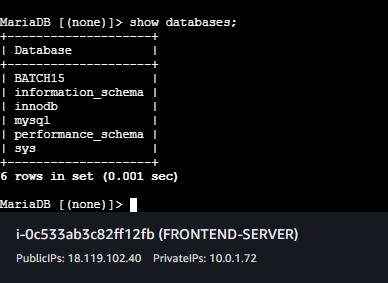 MariaDB [(none)]> show databases;
+--------------------+
| Database           |
+--------------------+
| BATCH15            |
| information_schema |
| innodb             |
| mysql              |
| performance_schema |
| sys                |
+--------------------+
6 rows in set (0.001 sec)
MariaDB [(none)]>
i-0c533ab3c82ff12fb (FRONTEND-SERVER)
PublicIPs: 18.119.102.40 PrivateIPs: 10.0.1.72